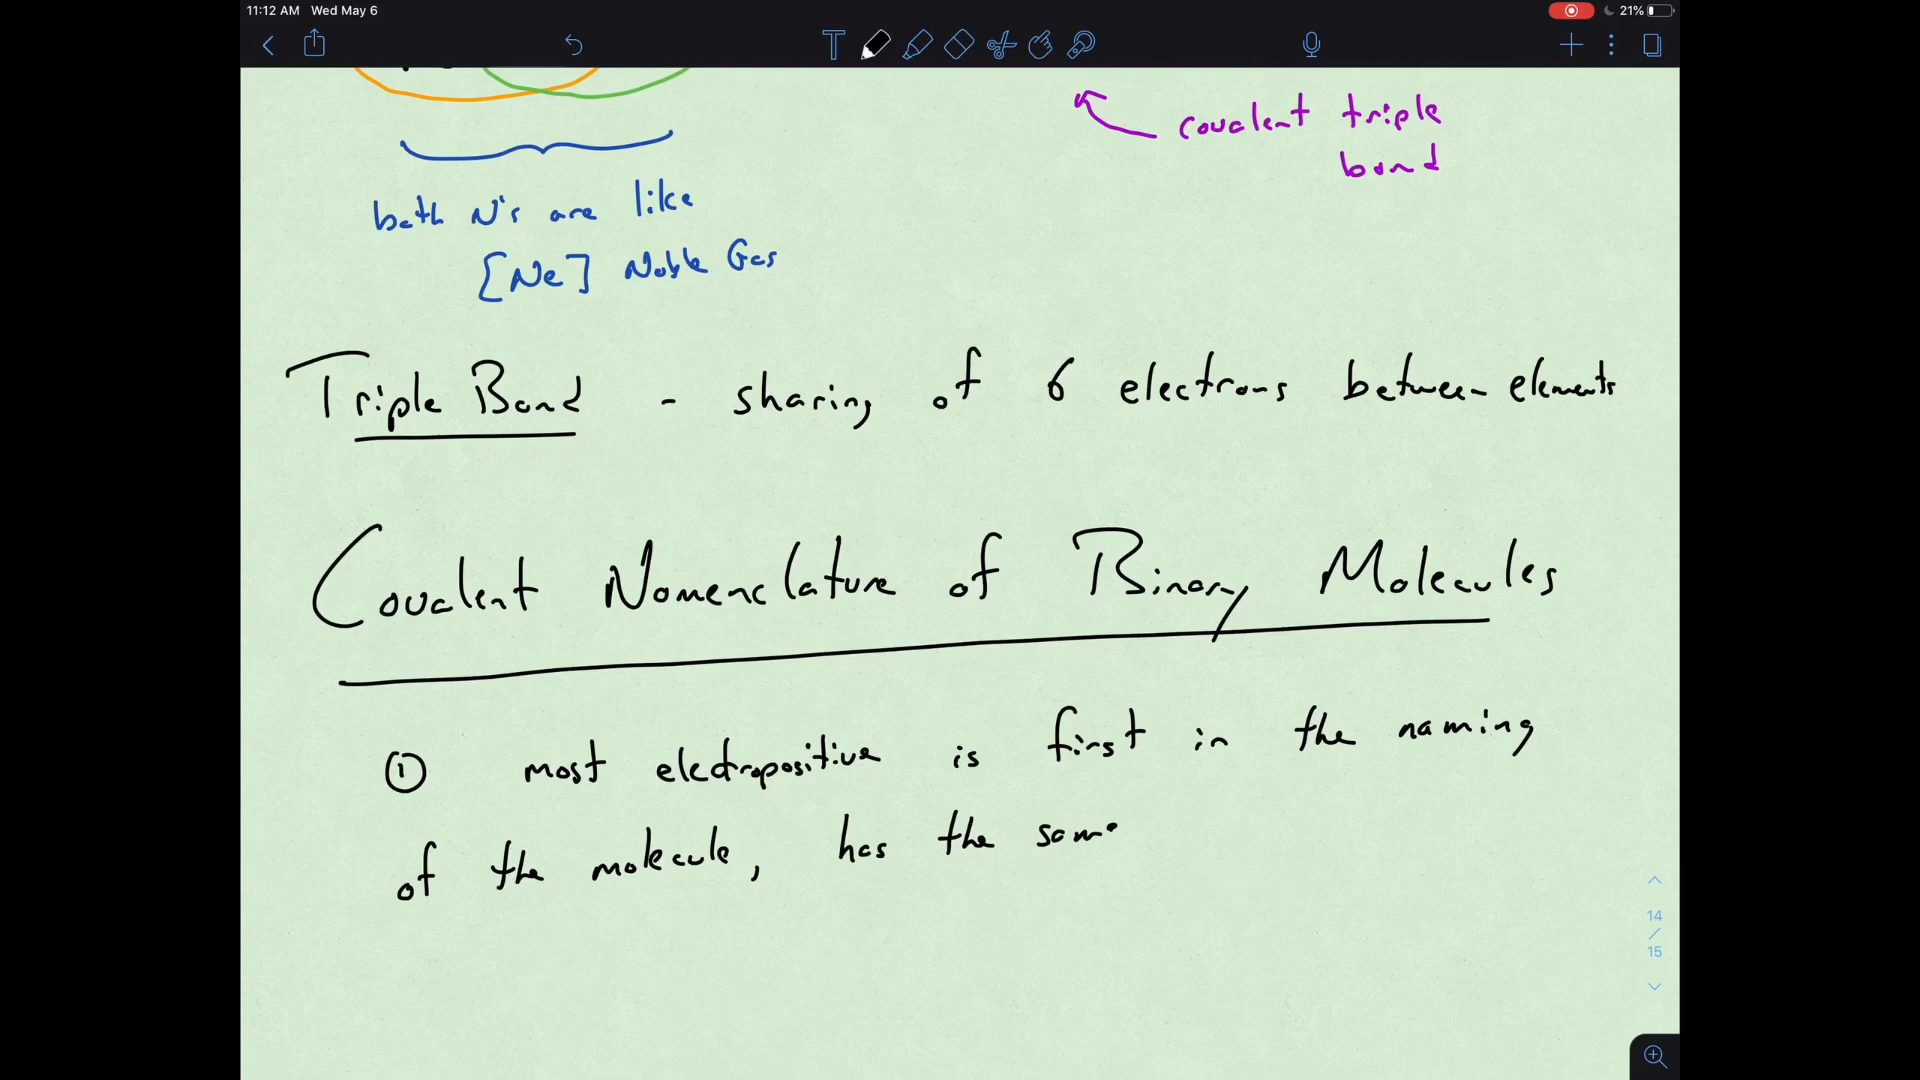 11:12 AM Wed May 6
21%
covalent triple
bond
both N's are like
[Ne] Noble Gas
Triple Bond - sharing of 6 electrons between elements
Covalent Nomenclature of Binary Molecules
① most electropositive is first in the naming
of the molecule, has the same
14
/
15